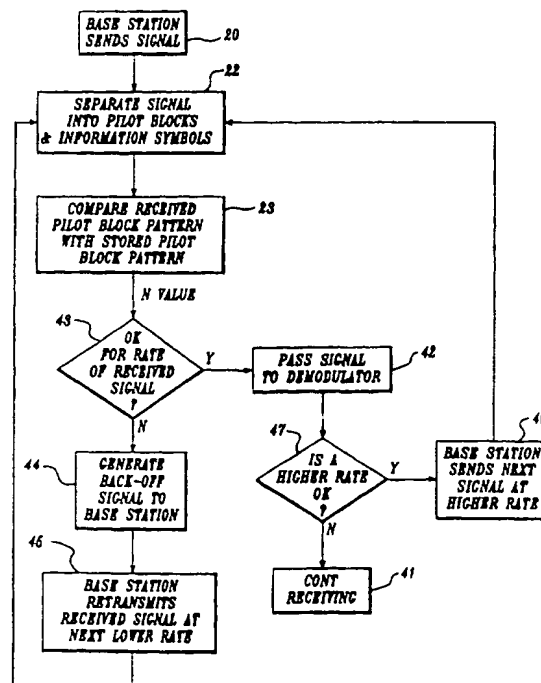 BASE STATION
SENDS SIGNAL
20
22
SEPARATE SIGNAL
INTO PILOT BLOCKS
& INFORMATION SYMBOLS
23
COMPARE RECEIVED
PILOT BLOCK PATTERN
WITH STORED PILOT
BLOCK PATTERN
N VALUE
43
OK
FOR RATE
OF RECEIVED
SIGNAL
?
Y
N
PASS SIGNAL
TO DEMODULATOR
42
47
IS A
HIGHER RATE
OK
?
Y
N
BASE STATION
SENDS NEXT
SIGNAL AT
HIGHER RATE
44
GENERATE
BACK-OFF
SIGNAL TO
BASE STATION
CONT
RECEIVING
41
BASE STATION
RETRANSMITS
RECEIVED SIGNAL AT
NEXT LOWER RATE